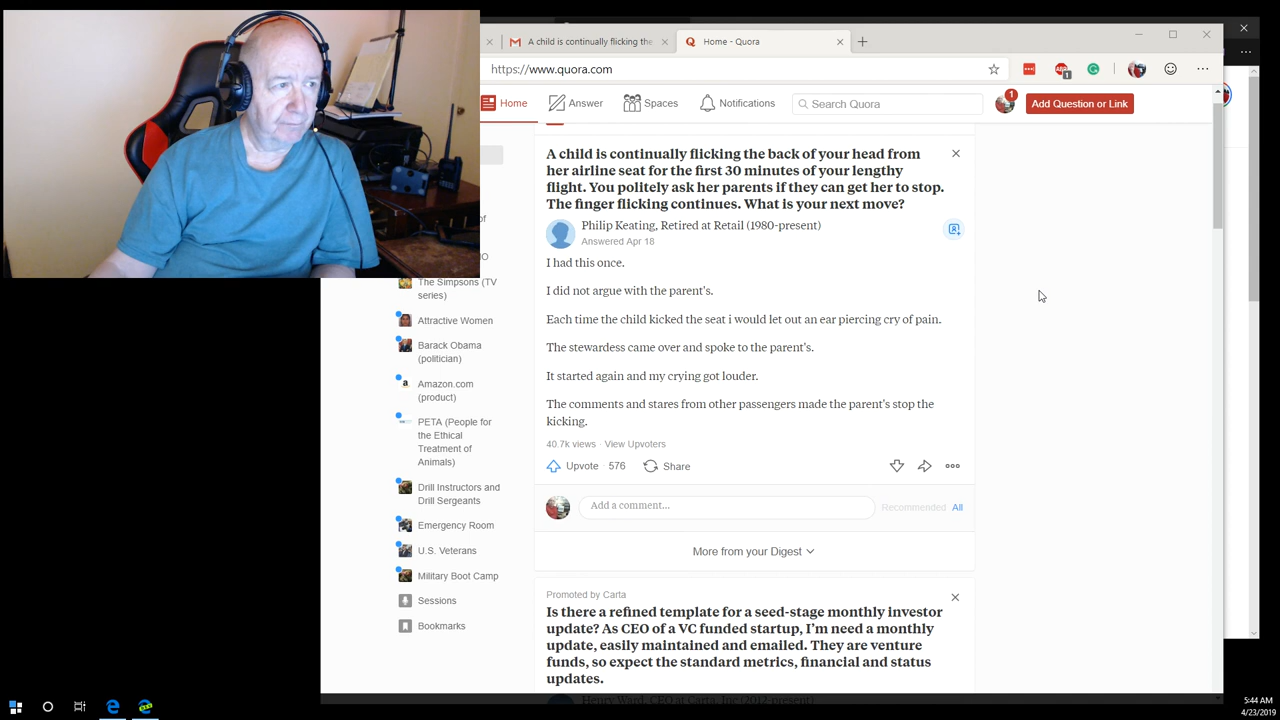 A child is continually flicking the
Home - Quora
https://www.quora.com
1
Home
Answer
Spaces
Notifications
Search Quora
1
Add Question or Link
A child is continually flicking the back of your head from
her airline seat for the first 30 minutes of your lengthy
flight. You politely ask her parents if they can get her to stop.
The finger flicking continues. What is your next move?
Philip Keating, Retired at Retail (1980-present)
Answered Apr 18
I had this once.
I did not argue with the parent's.
Each time the child kicked the seat i would let out an ear piercing cry of pain.
The stewardess came over and spoke to the parent's.
It started again and my crying got louder.
The comments and stares from other passengers made the parent's stop the
kicking.
40.7k views · View Upvoters
Upvote · 576
Share
Add a comment...
Recommended
All
More from your Digest
Promoted by Carta
Is there a refined template for a seed-stage monthly investor
update? As CEO of a VC funded startup, I'm need a monthly
update, easily maintained and emailed. They are venture
funds, so expect the standard metrics, financial and status
updates.
Henry Ward, CEO at Carta, Inc (2012-present)
of
The Simpsons (TV
series)
Attractive Women
Barack Obama
(politician)
Amazon.com
(product)
PETA (People for
the Ethical
Treatment of
Animals)
Drill Instructors and
Drill Sergeants
Emergency Room
U.S. Veterans
Military Boot Camp
Sessions
Bookmarks
5:44 AM
4/23/2019